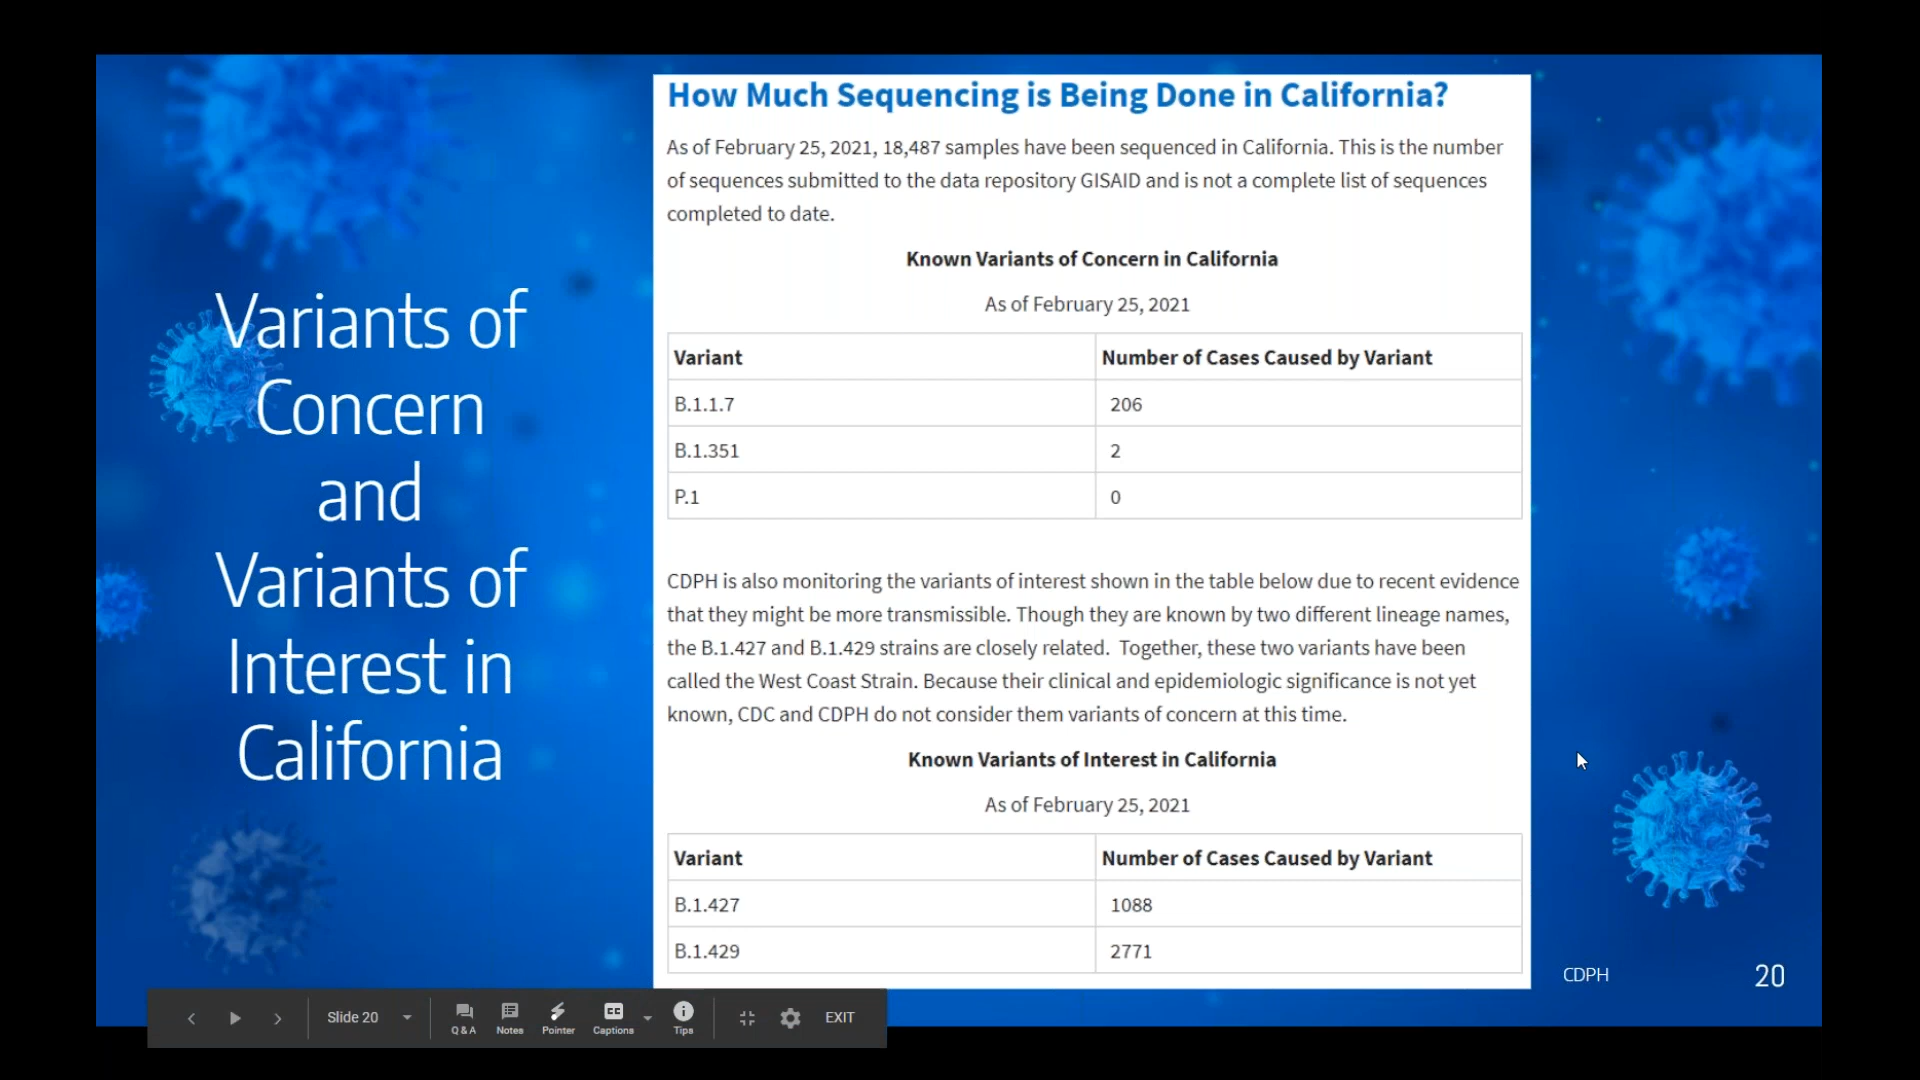 Variants of
Concern
and
Variants of
Interest in
California
How Much Sequencing is Being Done in California?
As of February 25, 2021, 18,487 samples have been sequenced in California. This is the number
of sequences submitted to the data repository GISAID and is not a complete list of sequences
completed to date.
Known Variants of Concern in California
As of February 25, 2021
Variant Number of Cases Caused by Variant
B.1.1.7 206
B.1.351 2
P.1 0
CDPH is also monitoring the variants of interest shown in the table below due to recent evidence
that they might be more transmissible. Though they are known by two different lineage names,
the B.1.427 and B.1.429 strains are closely related. Together, these two variants have been
called the West Coast Strain. Because their clinical and epidemiologic significance is not yet
known, CDC and CDPH do not consider them variants of concern at this time.
Known Variants of Interest in California
As of February 25, 2021
Variant Number of Cases Caused by Variant
B.1.427 1088
B.1.429 2771
CDPH 20
Slide 20 Q & A Notes Pointer CC Captions Tips EXIT